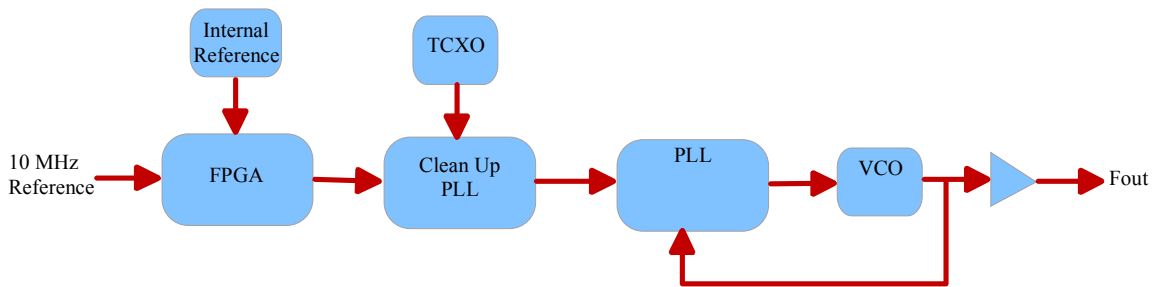 Internal
Reference
TCXO
10 MHz
Reference
FPGA
Clean Up
PLL
PLL
VCO
Fout